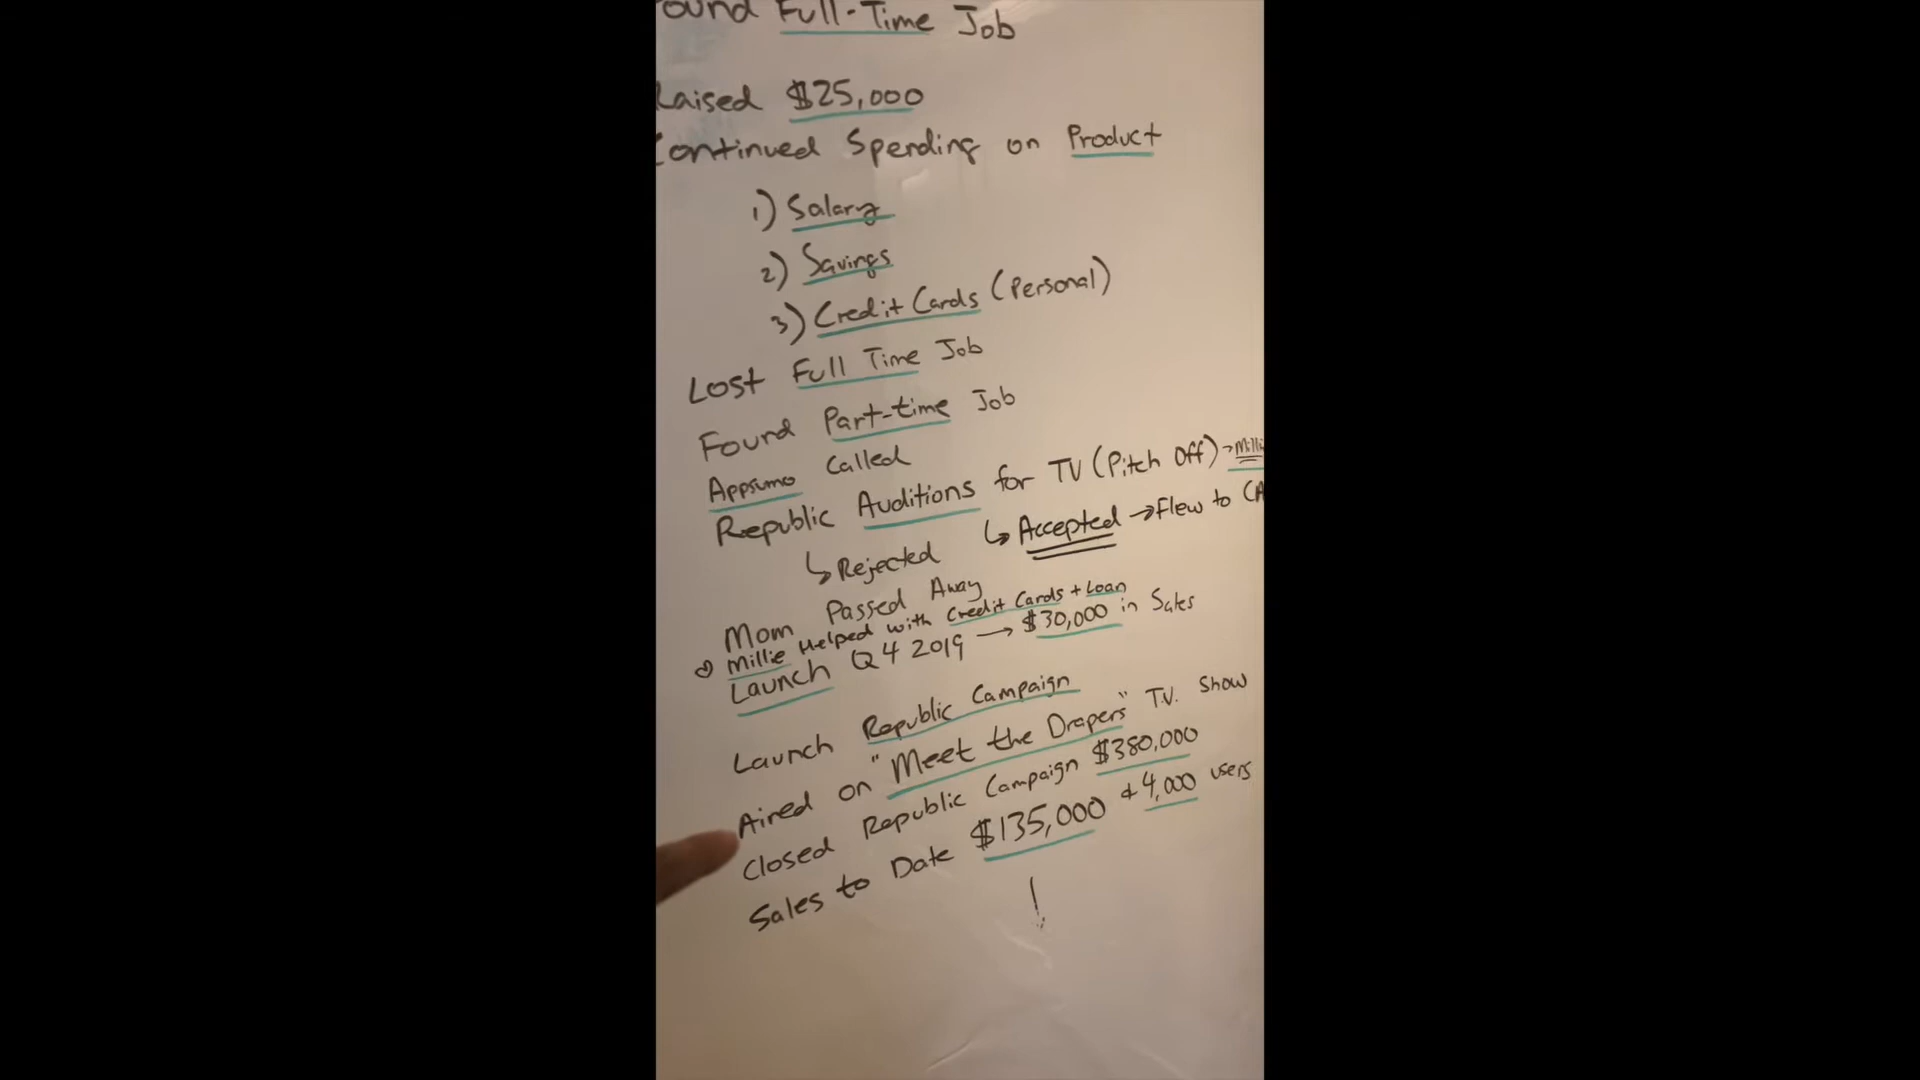 ound Full-Time Job
Raised $25,000
Continued Spending on Product
1) Salary
2) Savings
3) Credit Cards (Personal)
Lost Full Time Job
Found Part-time Job
Appsumo Called
Republic Auditions for TV (Pitch Off) → Milli
↳ Rejected ↳ Accepted → Flew to CA
Mom Passed Away
Millie Helped with Credit Cards + Loan
Launch Q4 2019 → $30,000 in Sales
Launch Republic Campaign
Aired on "Meet the Drapers" T.V. Show
Closed Republic Campaign $380,000
Sales to Date $135,000 + 4,000 users